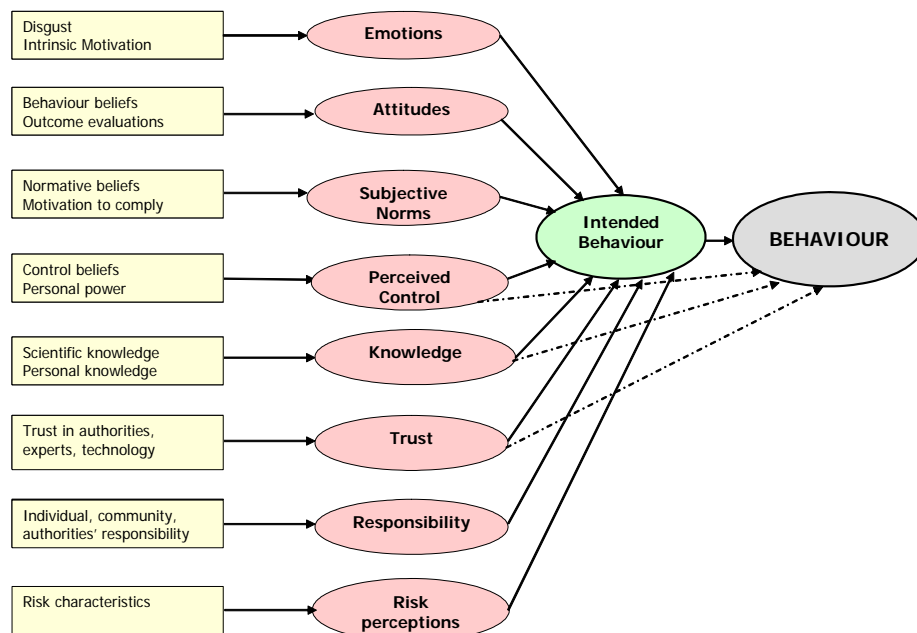 Disgust
Intrinsic Motivation
Emotions
Behaviour beliefs
Outcome evaluations
Attitudes
Normative beliefs
Motivation to comply
Subjective
Norms
Intended
Behaviour
BEHAVIOUR
Control beliefs
Personal power
Perceived
Control
Scientific knowledge
Personal knowledge
Knowledge
Trust in authorities,
experts, technology
Trust
Individual, community,
authorities’ responsibility
Responsibility
Risk characteristics
Risk
perceptions